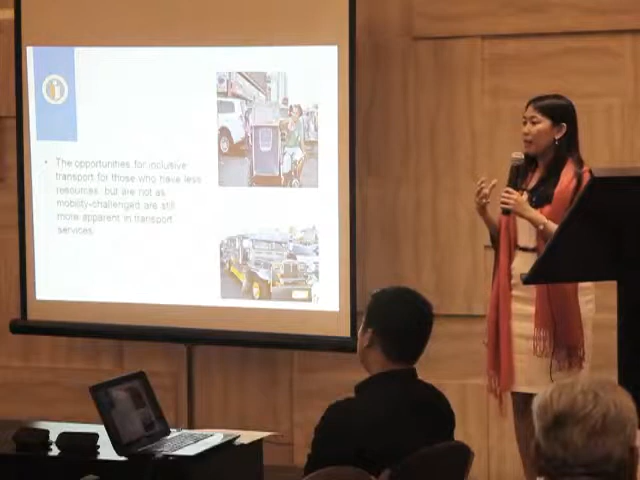 • The opportunities for inclusive
transport for those who have less
resources, but are not as
mobility-challenged, are still
more apparent in transport
services.